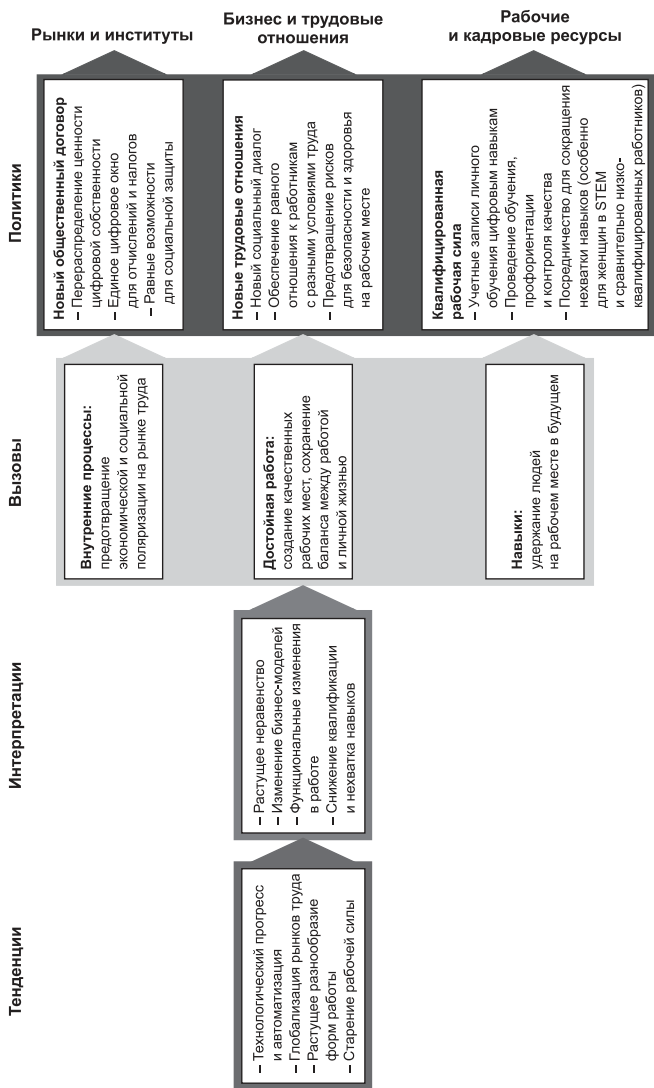 Тенденции
– Технологический прогресс
и автоматизация
– Глобализация рынков труда
– Растущее разнообразие
форм работы
– Старение рабочей силы
Интерпретации
– Растущее неравенство
– Изменение бизнес-моделей
– Функциональные изменения
в работе
– Снижение квалификации
и нехватка навыков
Вызовы
Внутренние процессы:
предотвращение
экономической и социальной
поляризации на рынке труда
Достойная работа:
создание качественных
рабочих мест, сохранение
баланса между работой
и личной жизнью
Навыки:
удержание людей
на рабочем месте в будущем
Политики
Новый общественный договор
– Перераспределение ценности
цифровой собственности
– Единое цифровое окно
для отчислений и налогов
– Равные возможности
для социальной защиты
Новые трудовые отношения
– Новый социальный диалог
– Обеспечение равного
отношения к работникам
с разными условиями труда
– Предотвращение рисков
для безопасности и здоровья
на рабочем месте
Квалифицированная
рабочая сила
– Учетные записи личного
обучения цифровым навыкам
– Проведение обучения,
профориентации
и контроля качества
– Посредничество для сокращения
нехватки навыков (особенно
для женщин в STEM
и сравнительно низко-
квалифицированных работников)
Рынки и институты
Бизнес и трудовые
отношения
Рабочие
и кадровые ресурсы